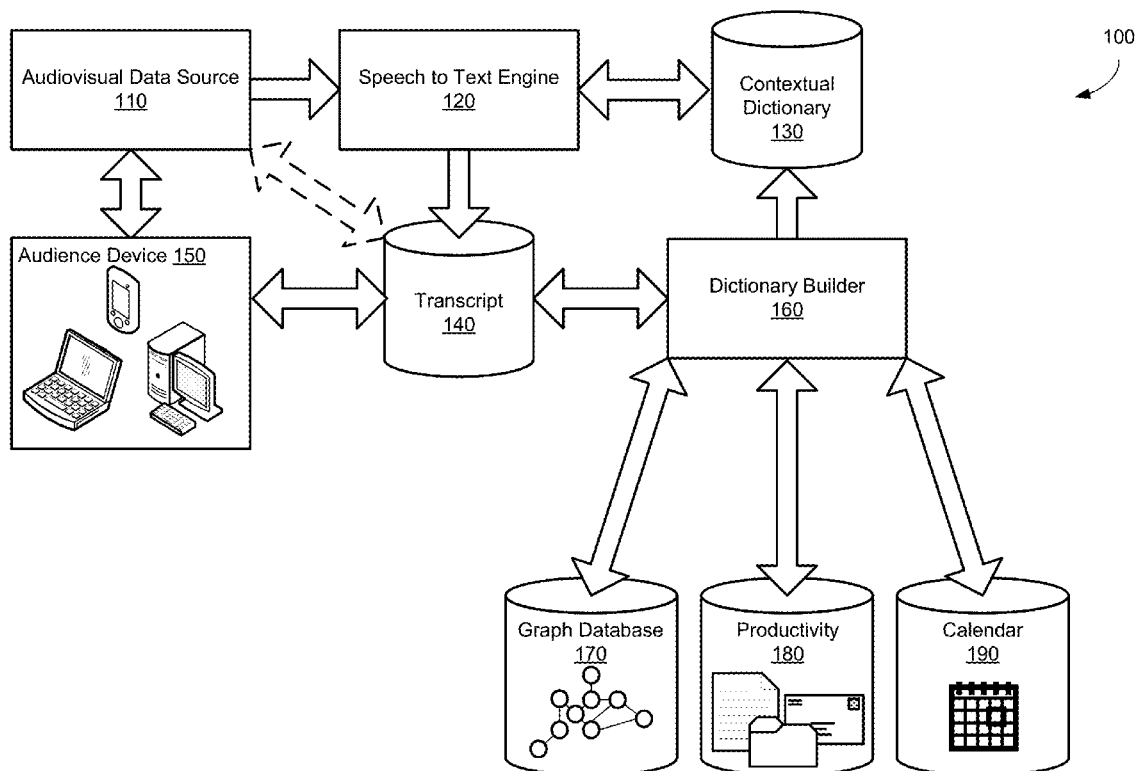 100
Audiovisual Data Source
110
Speech to Text Engine
120
Contextual
Dictionary
130
Audience Device 150
Transcript
140
Dictionary Builder
160
Graph Database
170
Productivity
180
Calendar
190